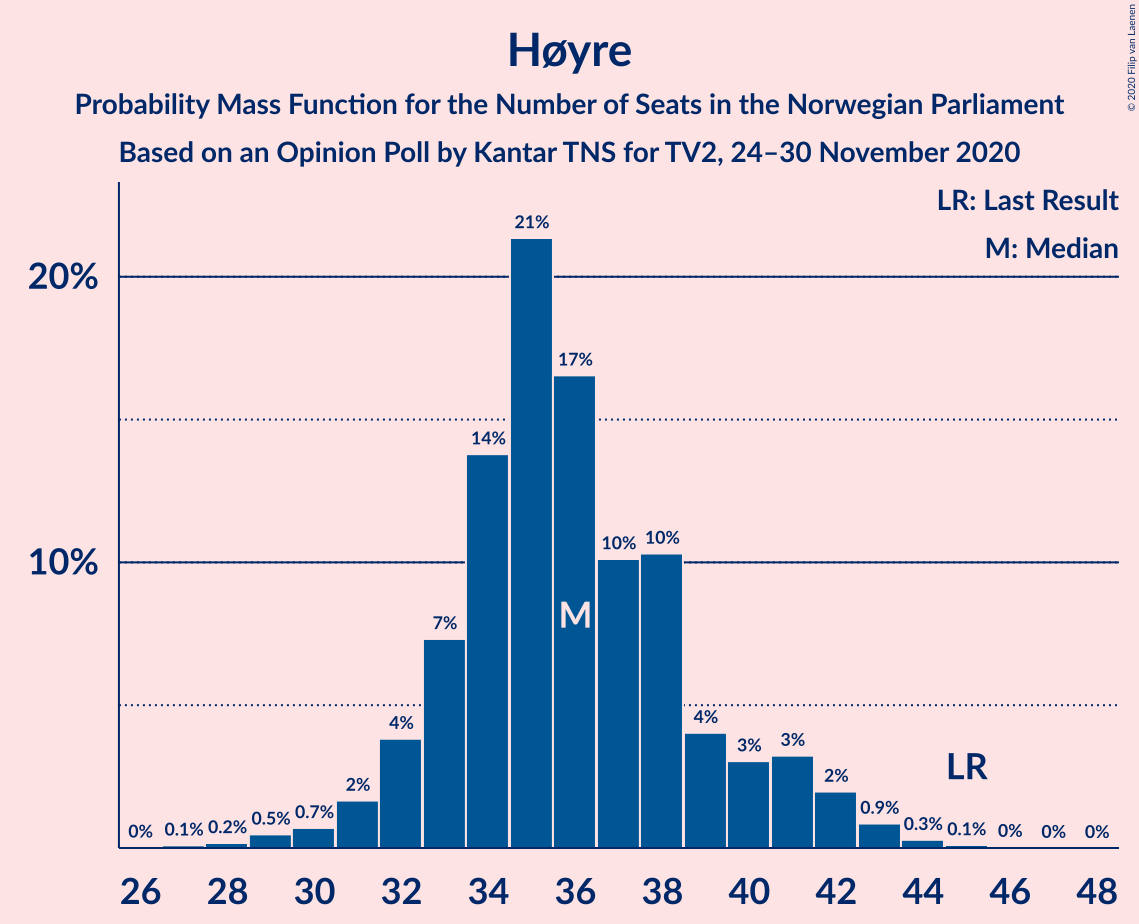 Høyre
Probability Mass Function for the Number of Seats in the Norwegian Parliament
Based on an Opinion Poll by Kantar TNS for TV2, 24–30 November 2020
© 2020 Filip van Laenen
LR: Last Result
M: Median
20%
10%
0%
0.1%
0.2%
0.5%
0.7%
2%
4%
7%
14%
21%
17%
10%
10%
4%
3%
3%
2%
0.9%
0.3%
0.1%
0%
0%
0%
M
LR
26 28 30 32 34 36 38 40 42 44 46 48